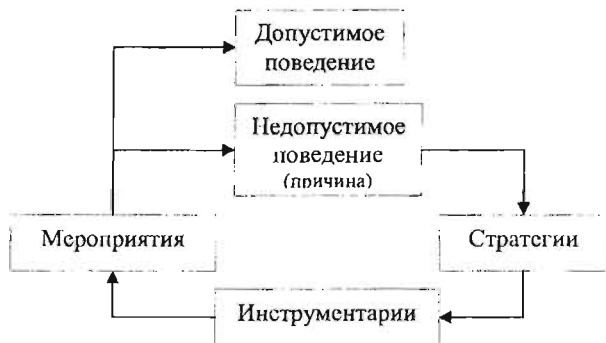 Допустимое
поведение
Недопустимое
поведение
(причина)
Мероприятия
Стратегии
Инструментарии